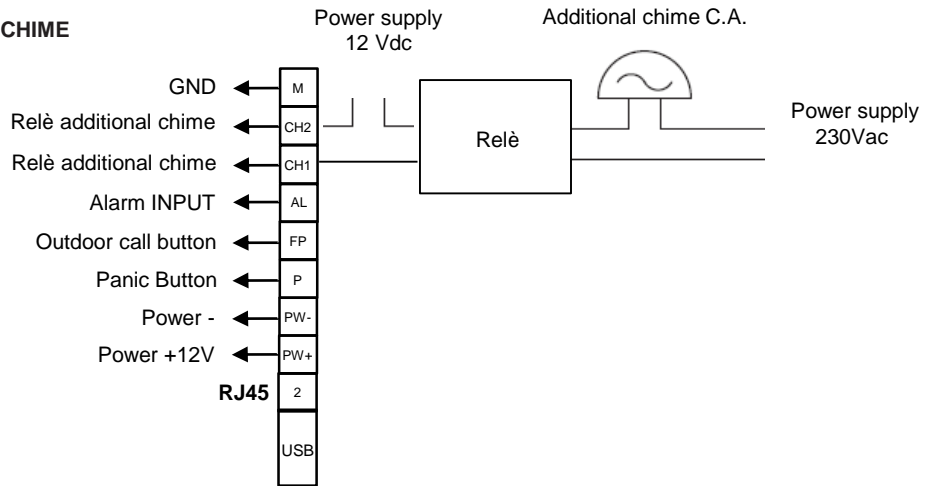 CHIME
Power supply
12 Vdc
Additional chime C.A.
GND
M
Relè additional chime
CH2
Relè
Power supply
230Vac
Relè additional chime
CH1
Alarm INPUT
AL
Outdoor call button
FP
Panic Button
P
Power -
PW-
Power +12V
PW+
RJ45
2
USB